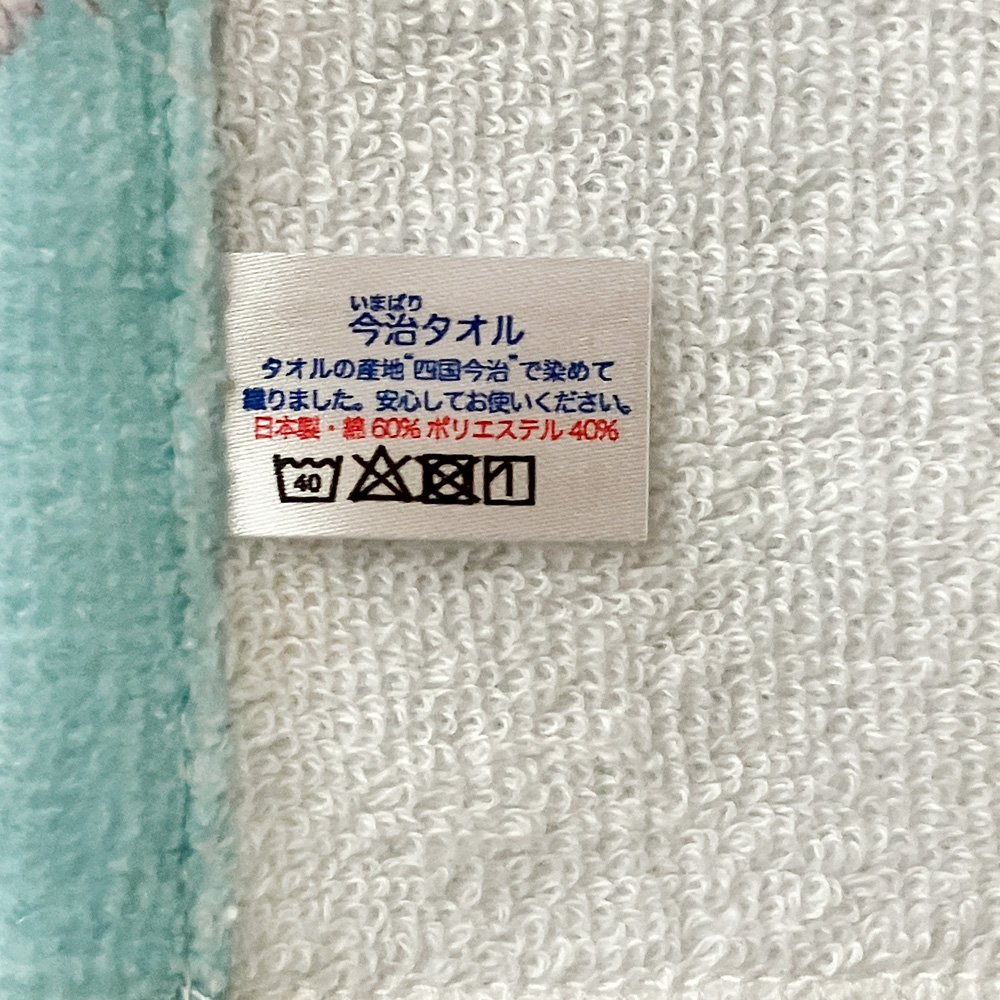 いまばり
今治タオル
タオルの産地"四国今治"で染めて
織りました。安心してお使いください。
日本製・綿 60% ポリエステル 40%
40